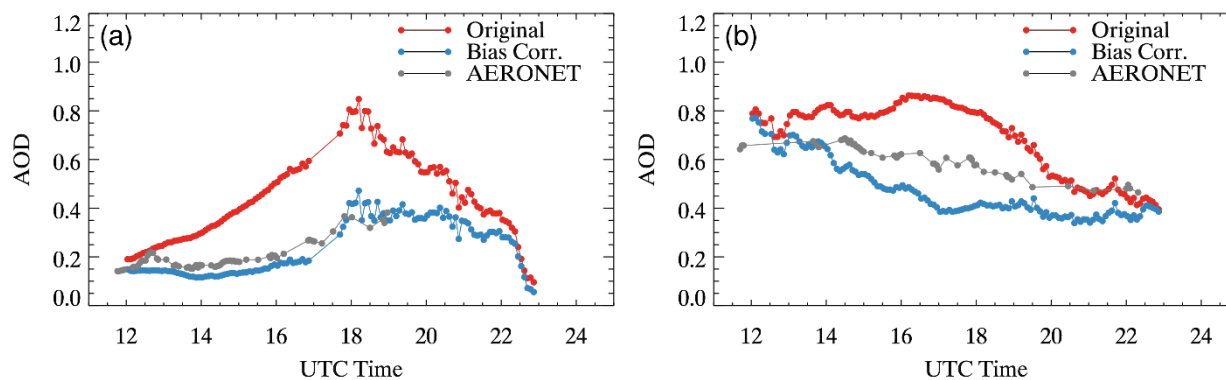 (a)
Original
Bias Corr.
AERONET
1.2
1.0
0.8
0.6
0.4
0.2
0.0
AOD
12 14 16 18 20 22 24
UTC Time
(b)
Original
Bias Corr.
AERONET
1.2
1.0
0.8
0.6
0.4
0.2
0.0
AOD
12 14 16 18 20 22 24
UTC Time